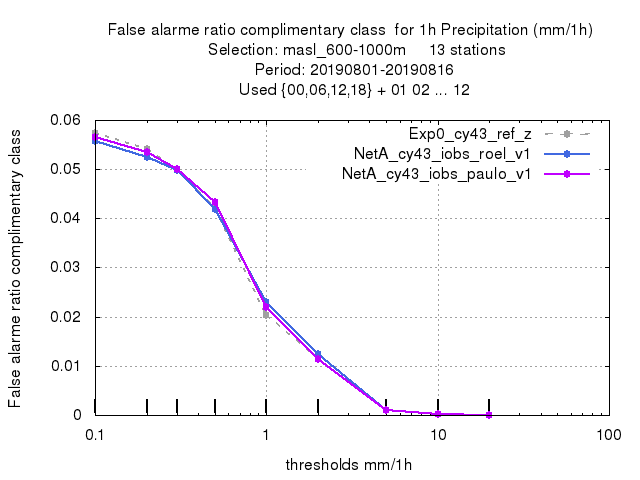 False alarme ratio complimentary class  for 1h Precipitation (mm/1h)
Selection: masl_600-1000m     13 stations
Period: 20190801-20190816
Used {00,06,12,18} + 01 02 ... 12
Exp0_cy43_ref_z
NetA_cy43_iobs_roel_v1
NetA_cy43_iobs_paulo_v1
False alarme ratio complimentary class
0.06
0.05
0.04
0.03
0.02
0.01
0
0.1 1 10 100
thresholds mm/1h